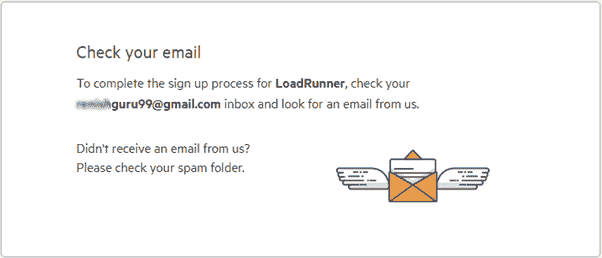 Check your email
To complete the sign up process for LoadRunner, check your
guru99@gmail.com inbox and look for an email from us.
Didn't receive an email from us?
Please check your spam folder.